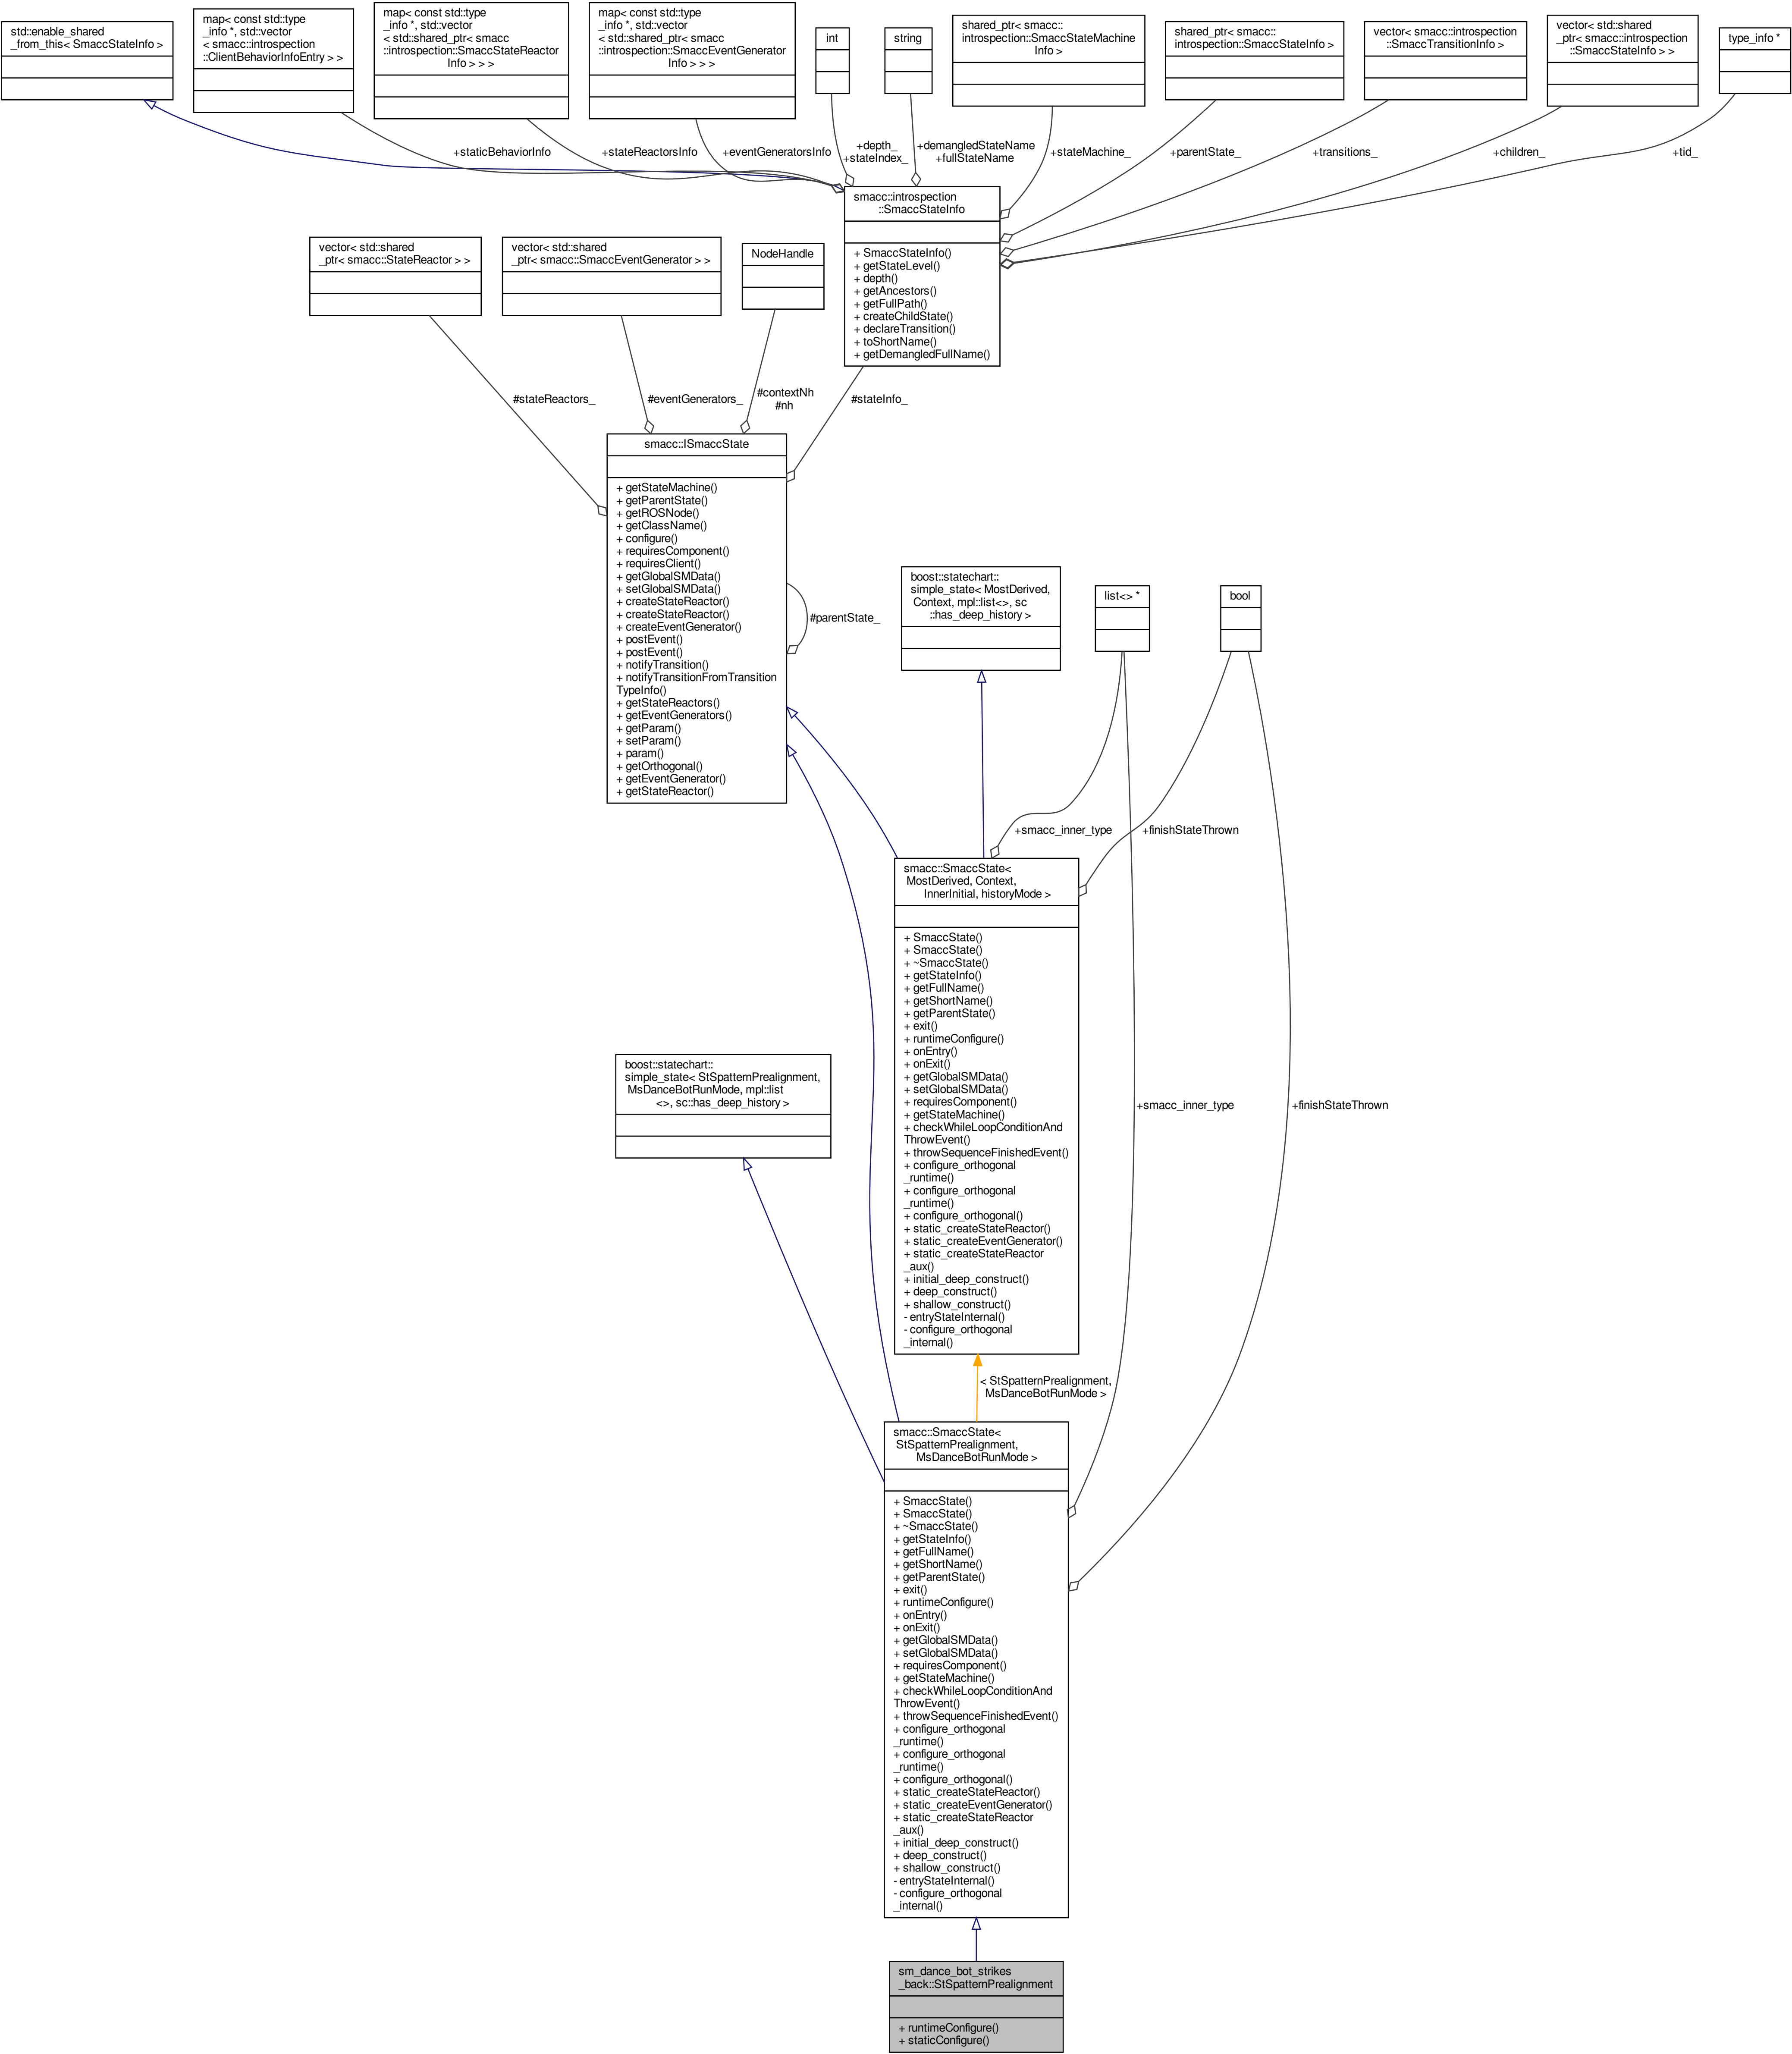 std::enable_shared
_from_this< SmaccStateInfo >
map< const std::type
_info *, std::vector
< smacc::introspection
::ClientBehaviorInfoEntry > >
map< const std::type
_info *, std::vector
< std::shared_ptr< smacc
::introspection::SmaccStateReactor
Info > > >
map< const std::type
_info *, std::vector
< std::shared_ptr< smacc
::introspection::SmaccEventGenerator
Info > > >
int
string
shared_ptr< smacc::
introspection::SmaccStateMachine
Info >
shared_ptr< smacc::
introspection::SmaccStateInfo >
vector< smacc::introspection
::SmaccTransitionInfo >
vector< std::shared
_ptr< smacc::introspection
::SmaccStateInfo > >
type_info *
+staticBehaviorInfo
+stateReactorsInfo
+eventGeneratorsInfo
+depth_
+stateIndex_
+demangledStateName
+fullStateName
+stateMachine_
+parentState_
+transitions_
+children_
+tid_
smacc::introspection
::SmaccStateInfo
+ SmaccStateInfo()
+ getStateLevel()
+ depth()
+ getAncestors()
+ getFullPath()
+ createChildState()
+ declareTransition()
+ toShortName()
+ getDemangledFullName()
vector< std::shared
_ptr< smacc::StateReactor > >
vector< std::shared
_ptr< smacc::SmaccEventGenerator > >
NodeHandle
#stateReactors_
#eventGenerators_
#contextNh
#nh
#stateInfo_
smacc::ISmaccState
+ getStateMachine()
+ getParentState()
+ getROSNode()
+ getClassName()
+ configure()
+ requiresComponent()
+ requiresClient()
+ getGlobalSMData()
+ setGlobalSMData()
+ createStateReactor()
+ createStateReactor()
+ createEventGenerator()
+ postEvent()
+ postEvent()
+ notifyTransition()
+ notifyTransitionFromTransition
TypeInfo()
+ getStateReactors()
+ getEventGenerators()
+ getParam()
+ setParam()
+ param()
+ getOrthogonal()
+ getEventGenerator()
+ getStateReactor()
#parentState_
boost::statechart::
simple_state< MostDerived,
Context, mpl::list<>, sc
::has_deep_history >
list<> *
bool
+smacc_inner_type
+finishStateThrown
smacc::SmaccState<
MostDerived, Context,
InnerInitial, historyMode >
+ SmaccState()
+ SmaccState()
+ ~SmaccState()
+ getStateInfo()
+ getFullName()
+ getShortName()
+ getParentState()
+ exit()
+ runtimeConfigure()
+ onEntry()
+ onExit()
+ getGlobalSMData()
+ setGlobalSMData()
+ requiresComponent()
+ getStateMachine()
+ checkWhileLoopConditionAnd
ThrowEvent()
+ throwSequenceFinishedEvent()
+ configure_orthogonal
_runtime()
+ configure_orthogonal
_runtime()
+ configure_orthogonal()
+ static_createStateReactor()
+ static_createEventGenerator()
+ static_createStateReactor
_aux()
+ initial_deep_construct()
+ deep_construct()
+ shallow_construct()
- entryStateInternal()
- configure_orthogonal
_internal()
boost::statechart::
simple_state< StSpatternPrealignment,
MsDanceBotRunMode, mpl::list
<>, sc::has_deep_history >
+smacc_inner_type
+finishStateThrown
< StSpatternPrealignment,
MsDanceBotRunMode >
smacc::SmaccState<
StSpatternPrealignment,
MsDanceBotRunMode >
+ SmaccState()
+ SmaccState()
+ ~SmaccState()
+ getStateInfo()
+ getFullName()
+ getShortName()
+ getParentState()
+ exit()
+ runtimeConfigure()
+ onEntry()
+ onExit()
+ getGlobalSMData()
+ setGlobalSMData()
+ requiresComponent()
+ getStateMachine()
+ checkWhileLoopConditionAnd
ThrowEvent()
+ throwSequenceFinishedEvent()
+ configure_orthogonal
_runtime()
+ configure_orthogonal
_runtime()
+ configure_orthogonal()
+ static_createStateReactor()
+ static_createEventGenerator()
+ static_createStateReactor
_aux()
+ initial_deep_construct()
+ deep_construct()
+ shallow_construct()
- entryStateInternal()
- configure_orthogonal
_internal()
sm_dance_bot_strikes
_back::StSpatternPrealignment
+ runtimeConfigure()
+ staticConfigure()